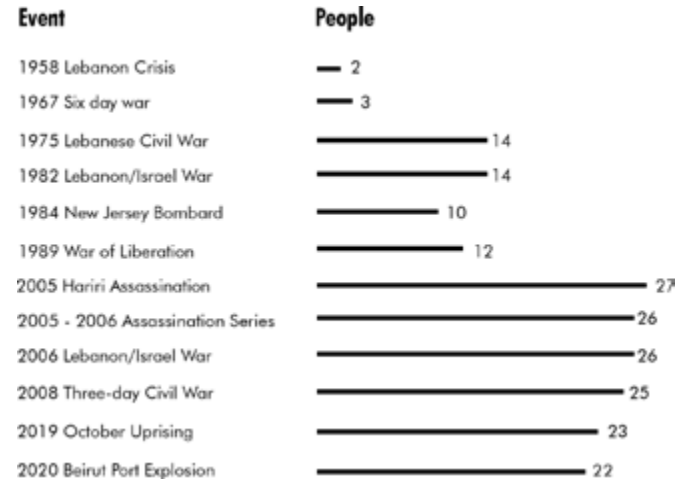 Event People
1958 Lebanon Crisis 2
1967 Six day war 3
1975 Lebanese Civil War 14
1982 Lebanon/Israel War 14
1984 New Jersey Bombard 10
1989 War of Liberation 12
2005 Hariri Assassination 27
2005 - 2006 Assassination Series 26
2006 Lebanon/Israel War 26
2008 Three-day Civil War 25
2019 October Uprising 23
2020 Beirut Port Explosion 22